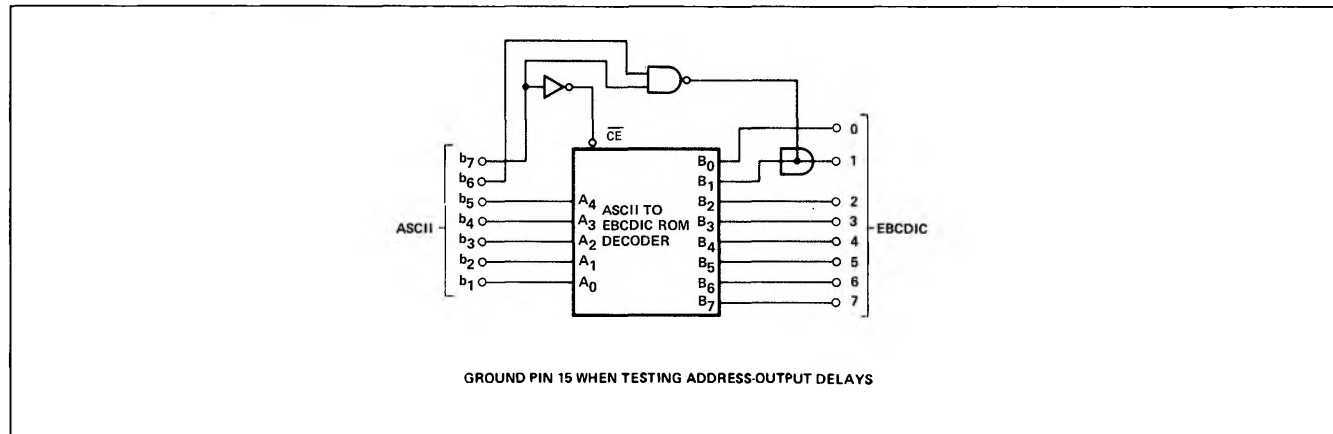 CE
b7
b6
b5
b4
b3
b2
b1
ASCII
A4
A3
A2
A1
A0
ASCII TO
EBCDIC ROM
DECODER
B0
B1
B2
B3
B4
B5
B6
B7
0
1
2
3
4
5
6
7
EBCDIC
GROUND PIN 15 WHEN TESTING ADDRESS-OUTPUT DELAYS